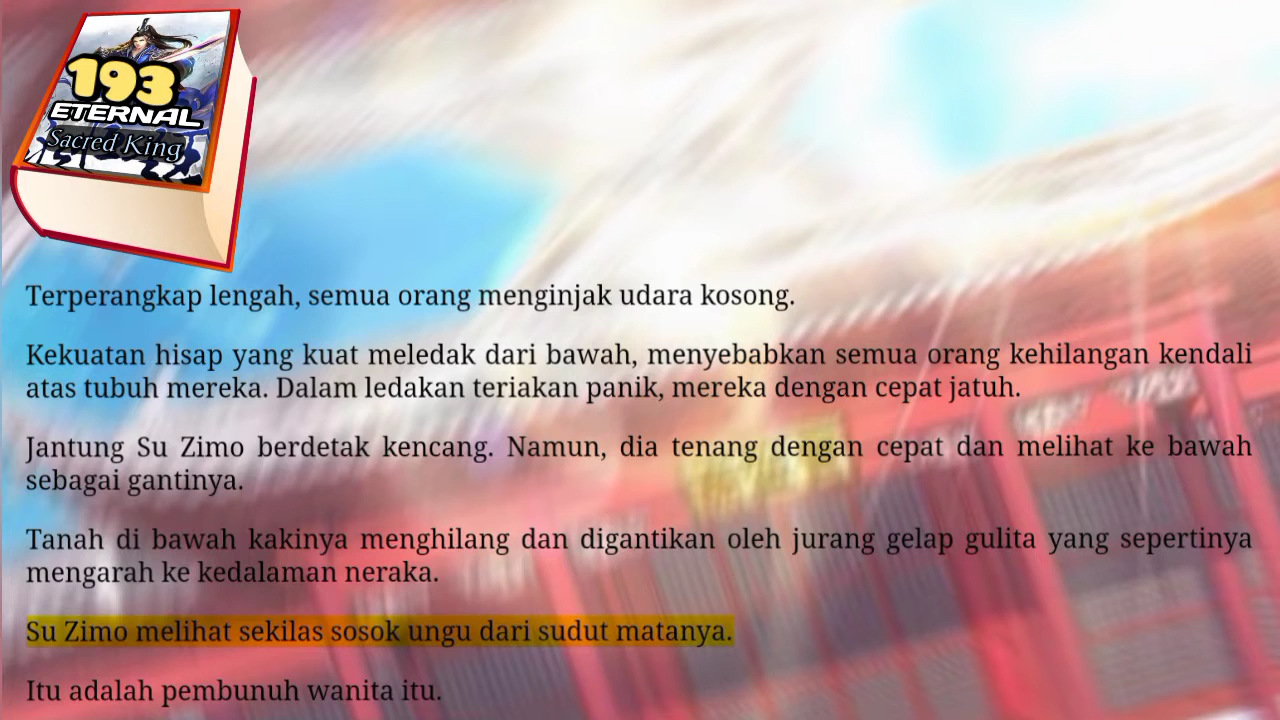 193
ETERNAL
Sacred King
Terperangkap lengah, semua orang menginjak udara kosong.
Kekuatan hisap yang kuat meledak dari bawah, menyebabkan semua orang kehilangan kendali
atas tubuh mereka. Dalam ledakan teriakan panik, mereka dengan cepat jatuh.
Jantung Su Zimo berdetak kencang. Namun, dia tenang dengan cepat dan melihat ke bawah
sebagai gantinya.
Tanah di bawah kakinya menghilang dan digantikan oleh jurang gelap gulita yang sepertinya
mengarah ke kedalaman neraka.
Su Zimo melihat sekilas sosok ungu dari sudut matanya.
Itu adalah pembunuh wanita itu.